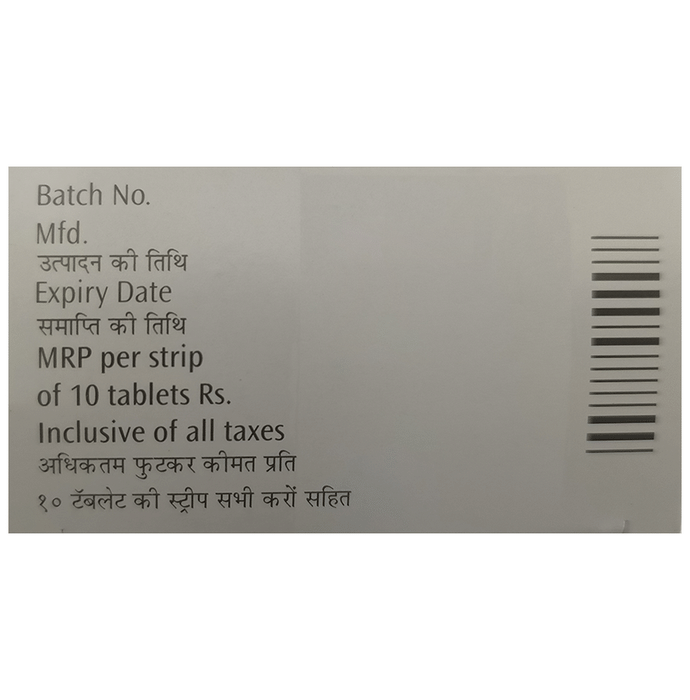 Batch No.
Mfd.
उत्पादन की तिथि
Expiry Date
समाप्ति की तिथि
MRP per strip
of 10 tablets Rs.
Inclusive of all taxes
अधिकतम फुटकर कीमत प्रति
१० टॅबलेट की स्ट्रीप सभी करों सहित